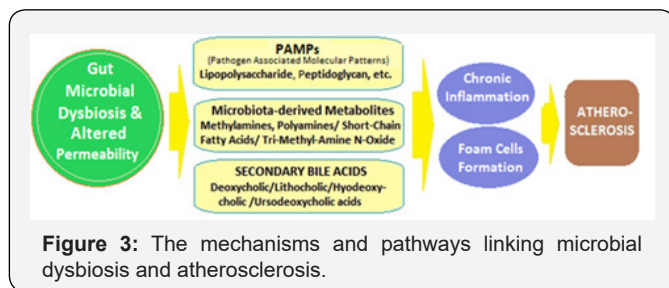 Gut
Microbial
Dysbiosis &
Altered
Permeability
PAMPs
(Pathogen Associated Molecular Patterns)
Lipopolysaccharide, Peptidoglycan, etc.
Microbiota-derived Metabolites
Methylamines, Polyamines/ Short-Chain
Fatty Acids/ Tri-Methyl-Amine N-Oxide
SECONDARY BILE ACIDS
Deoxycholic/Lithocholic/Hyodeoxy-
cholic /Ursodeoxycholic acids
Chronic
Inflammation
Foam Cells
Formation
ATHERO-
SCLEROSIS
Figure 3: The mechanisms and pathways linking microbial
dysbiosis and atherosclerosis.